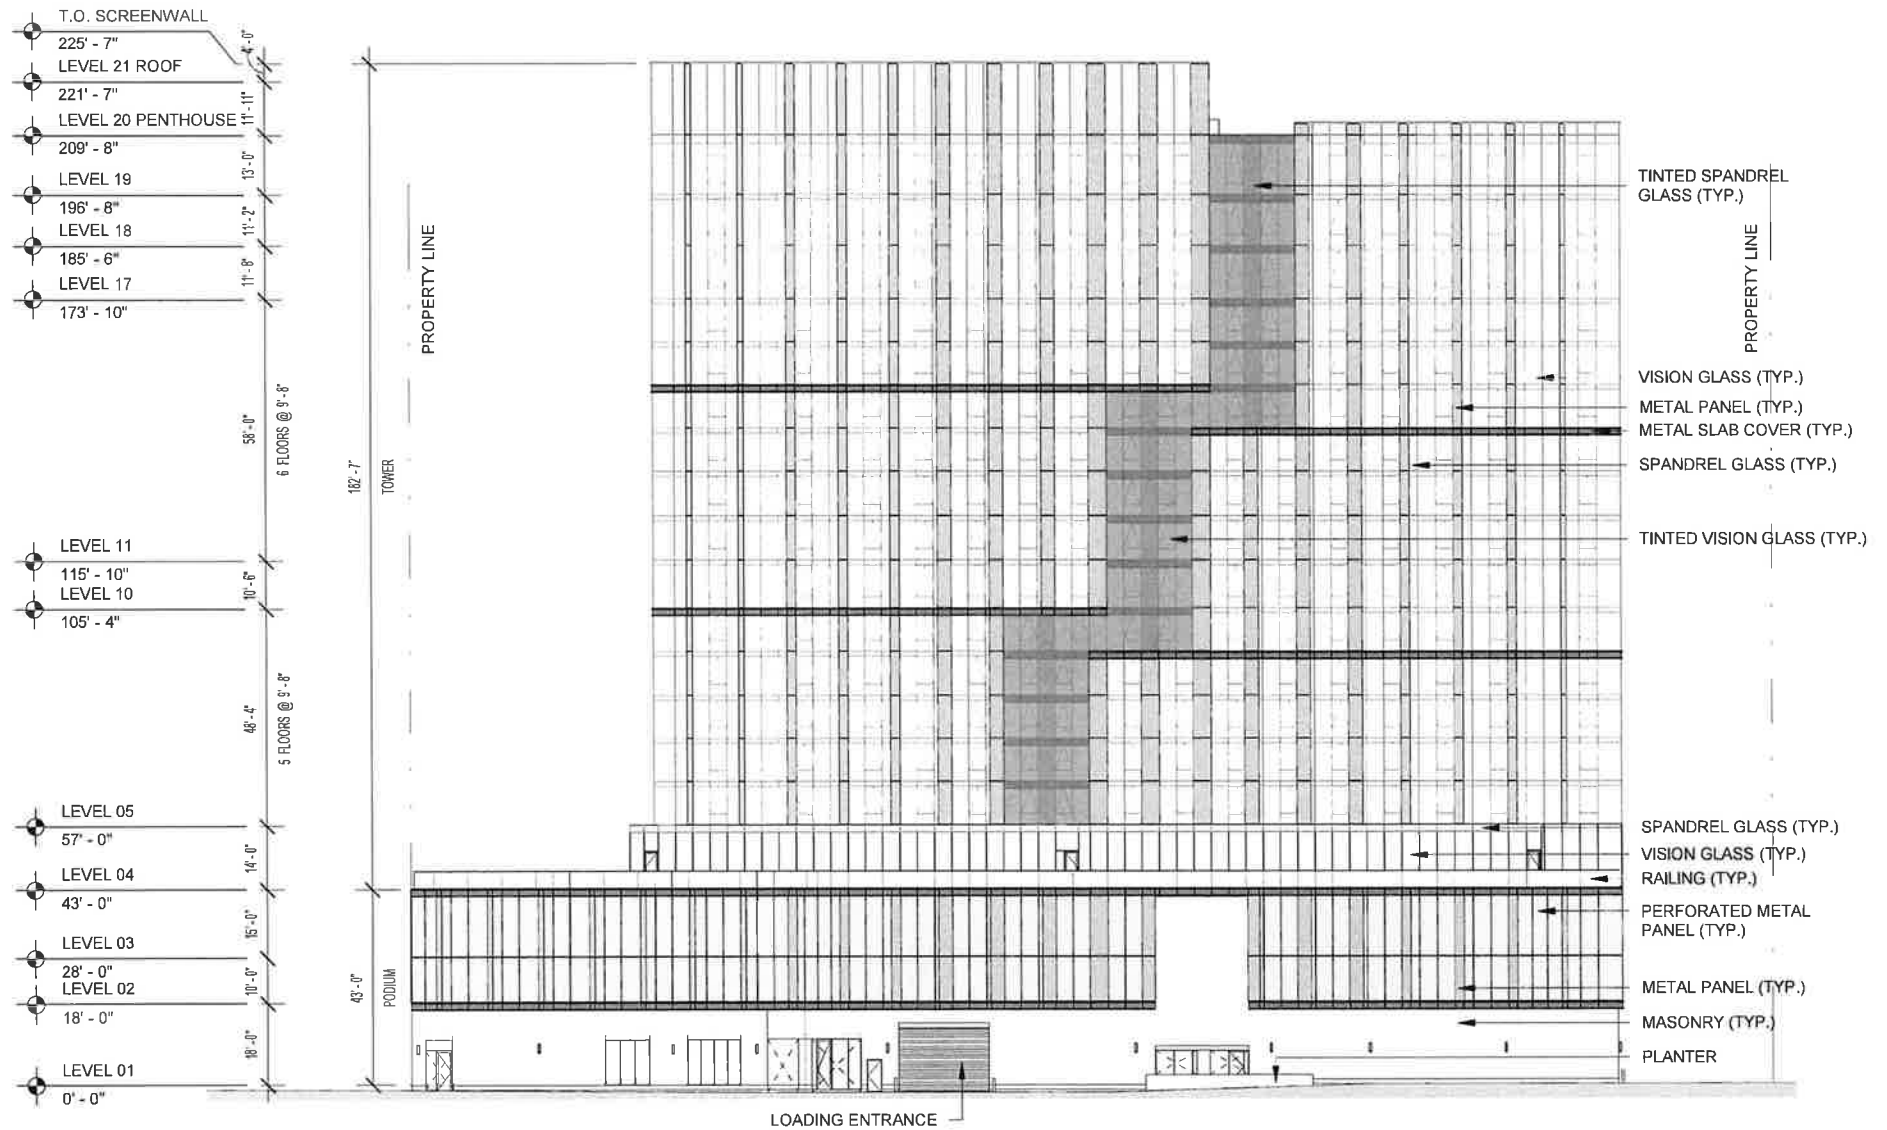 T.O. SCREENWALL
225' - 7"
4'-0"
LEVEL 21 ROOF
221' - 7"
11'-11"
LEVEL 20 PENTHOUSE
209' - 8"
13'-0"
LEVEL 19
196' - 8"
11'-2"
LEVEL 18
185' - 6"
11'-8"
LEVEL 17
173' - 10"
58'-0"
6 FLOORS @ 9'-8"
LEVEL 11
115' - 10"
10'-6"
LEVEL 10
105' - 4"
48'-4"
5 FLOORS @ 9'-8"
LEVEL 05
57' - 0"
14'-0"
LEVEL 04
43' - 0"
15'-0"
LEVEL 03
28' - 0"
10'-0"
LEVEL 02
18' - 0"
18'-0"
LEVEL 01
0' - 0"
182'-7"
TOWER
43'-0"
PODIUM
PROPERTY LINE
PROPERTY LINE
TINTED SPANDREL
GLASS (TYP.)
VISION GLASS (TYP.)
METAL PANEL (TYP.)
METAL SLAB COVER (TYP.)
SPANDREL GLASS (TYP.)
TINTED VISION GLASS (TYP.)
SPANDREL GLASS (TYP.)
VISION GLASS (TYP.)
RAILING (TYP.)
PERFORATED METAL
PANEL (TYP.)
METAL PANEL (TYP.)
MASONRY (TYP.)
PLANTER
LOADING ENTRANCE